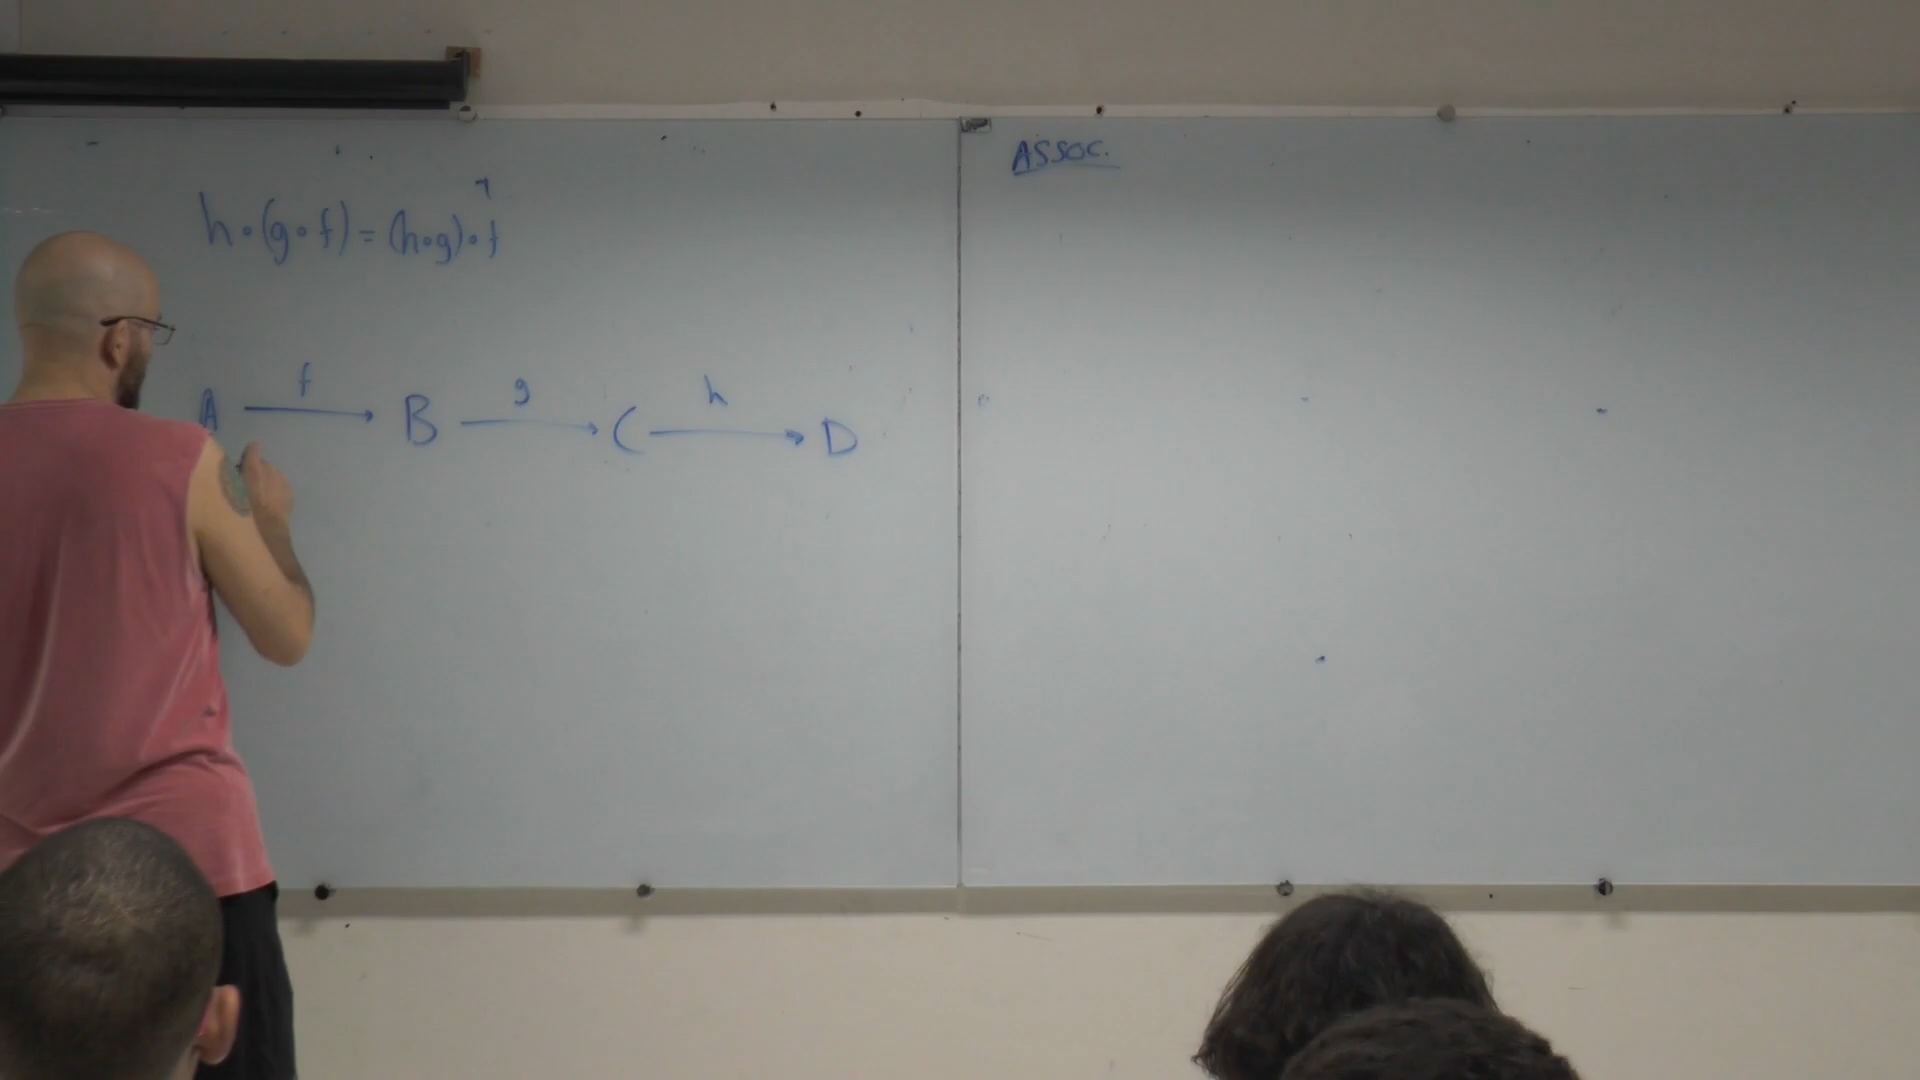 h∘(g∘f) = (h∘g)∘f
A —f→ B —g→ C —h→ D
ASSOC.